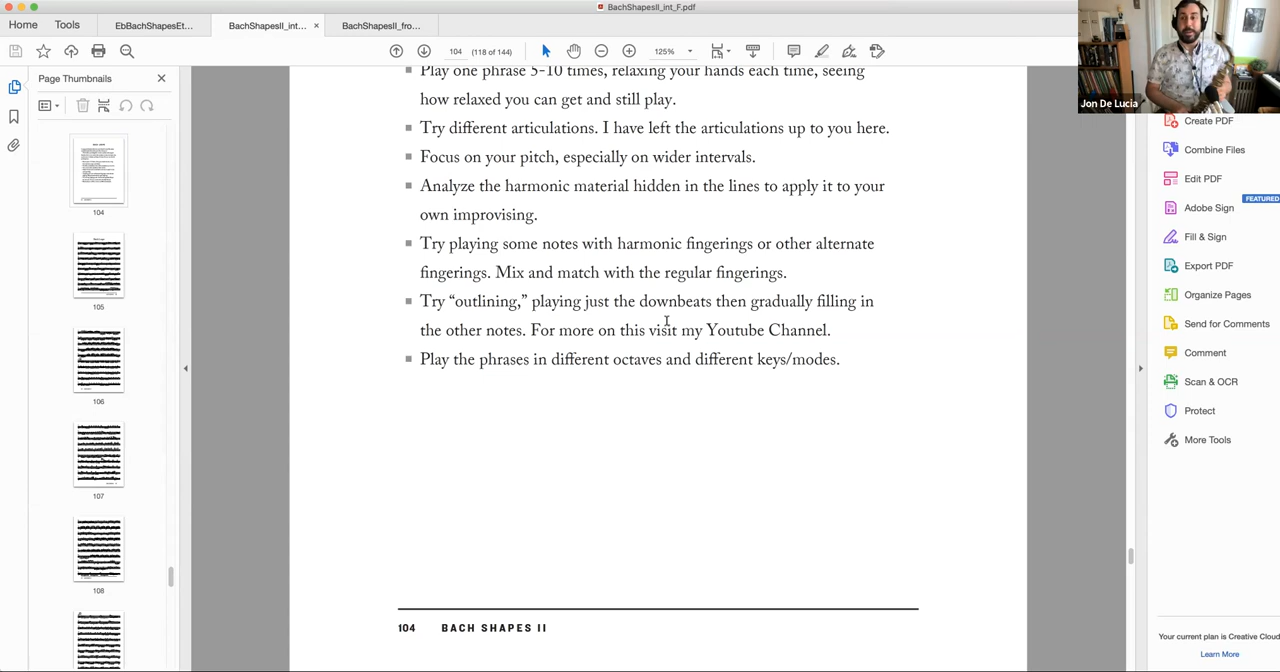 BachShapesII_int_F.pdf
Home
Tools
EbBachShapesEt...
BachShapesII_int...
BachShapesII_fro...
104
(118 of 144)
125%
Jon De Lucia
Page Thumbnails
104
105
106
107
108
Play one phrase 5-10 times, relaxing your hands each time, seeing
how relaxed you can get and still play.
Try different articulations. I have left the articulations up to you here.
Focus on your pitch, especially on wider intervals.
Analyze the harmonic material hidden in the lines to apply it to your
own improvising.
Try playing some notes with harmonic fingerings or other alternate
fingerings. Mix and match with the regular fingerings.
Try “outlining,” playing just the downbeats then gradually filling in
the other notes. For more on this visit my Youtube Channel.
Play the phrases in different octaves and different keys/modes.
104 BACH SHAPES II
Create PDF
Combine Files
Edit PDF
FEATURED
Adobe Sign
Fill & Sign
Export PDF
Organize Pages
Send for Comments
Comment
Scan & OCR
Protect
More Tools
Your current plan is Creative Cloud
Learn More